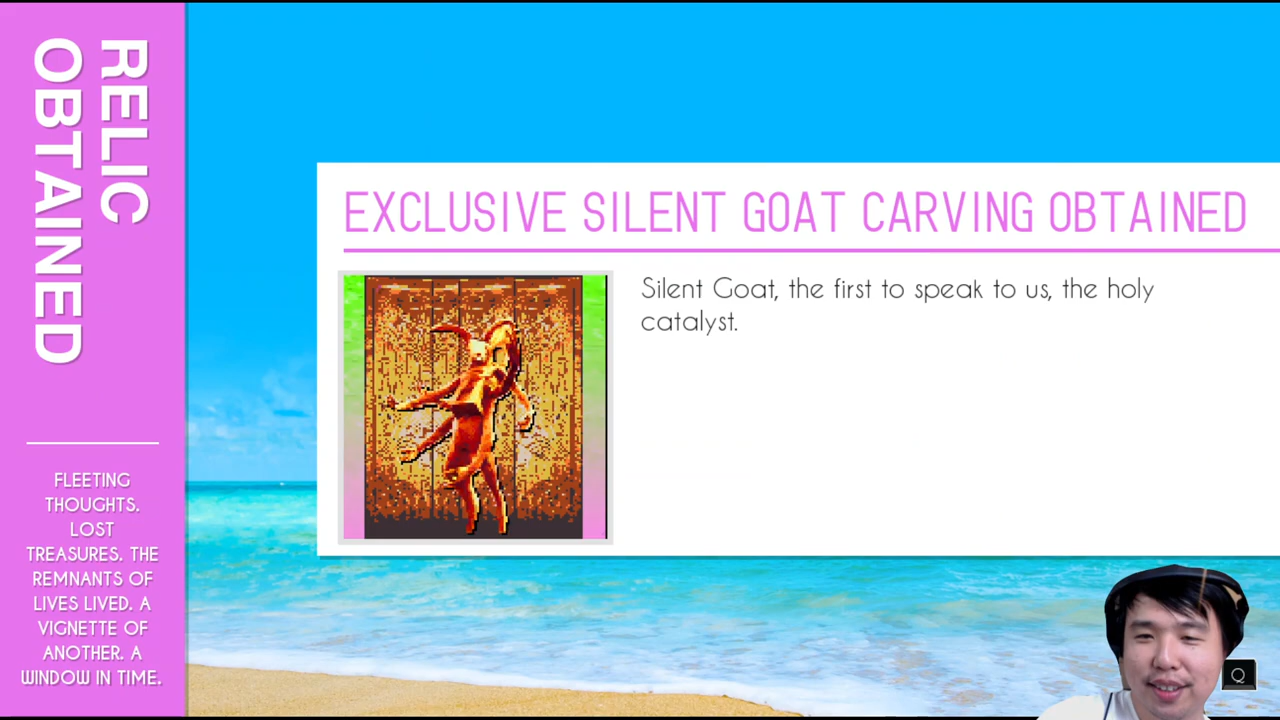 RELIC
OBTAINED
FLEETING
THOUGHTS.
LOST
TREASURES. THE
REMNANTS OF
LIVES LIVED. A
VIGNETTE OF
ANOTHER. A
WINDOW IN TIME.
EXCLUSIVE SILENT GOAT CARVING OBTAINED
Silent Goat, the first to speak to us, the holy
catalyst.
Q